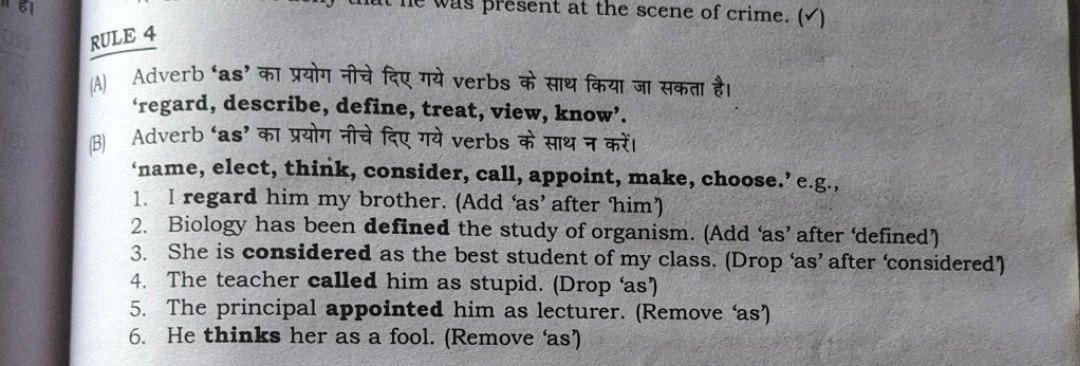 है।
that he was present at the scene of crime. (✓)
RULE 4
(A) Adverb ‘as’ का प्रयोग नीचे दिए गये verbs के साथ किया जा सकता है।
‘regard, describe, define, treat, view, know’.
(B) Adverb ‘as’ का प्रयोग नीचे दिए गये verbs के साथ न करें।
‘name, elect, think, consider, call, appoint, make, choose.’ e.g.,
1. I regard him my brother. (Add ‘as’ after ‘him’)
2. Biology has been defined the study of organism. (Add ‘as’ after ‘defined’)
3. She is considered as the best student of my class. (Drop ‘as’ after ‘considered’)
4. The teacher called him as stupid. (Drop ‘as’)
5. The principal appointed him as lecturer. (Remove ‘as’)
6. He thinks her as a fool. (Remove ‘as’)